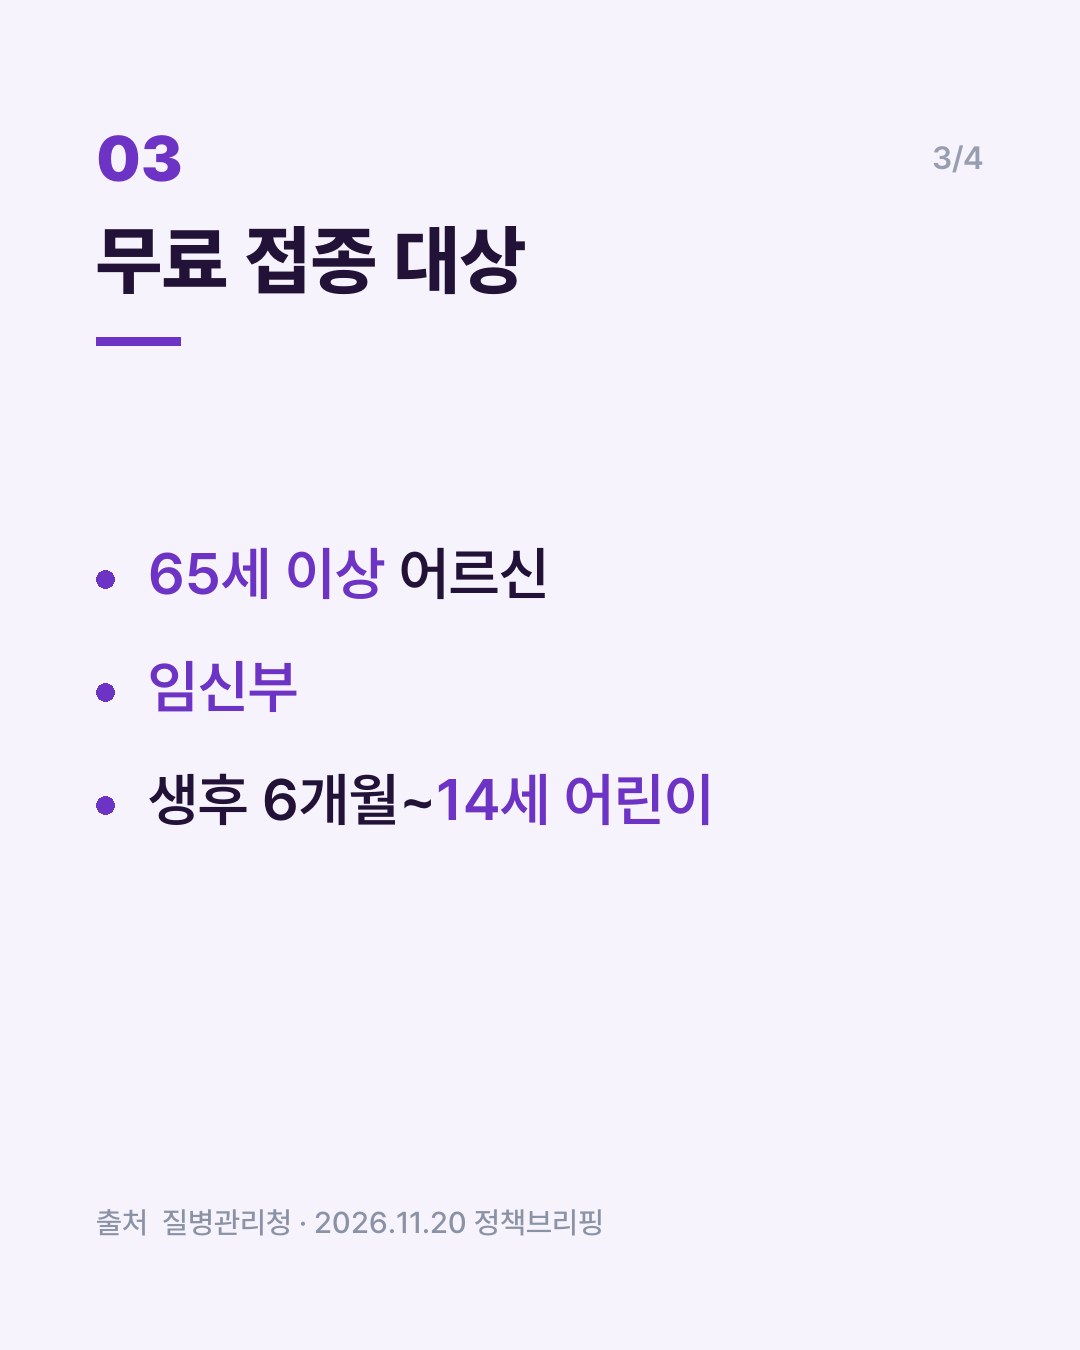 03
3/4
무료 접종 대상
• 65세 이상 어르신
• 임신부
• 생후 6개월~14세 어린이
출처 질병관리청 · 2026.11.20 정책브리핑